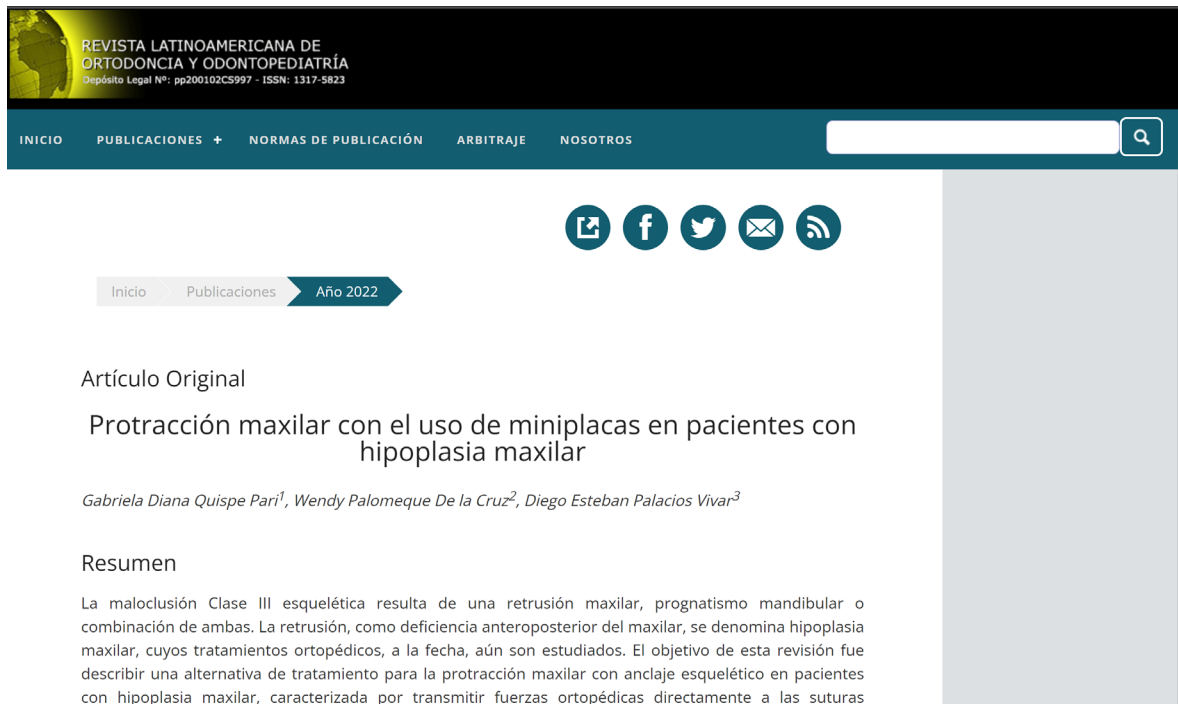 REVISTA LATINOAMERICANA DE
ORTODONCIA Y ODONTOPEDIATRÍA
Depósito Legal Nº: pp200102CS997 - ISSN: 1317-5823
INICIO PUBLICACIONES + NORMAS DE PUBLICACIÓN ARBITRAJE NOSOTROS
Inicio Publicaciones Año 2022
Artículo Original
Protracción maxilar con el uso de miniplacas en pacientes con
hipoplasia maxilar
Gabriela Diana Quispe Pari1, Wendy Palomeque De la Cruz2, Diego Esteban Palacios Vivar3
Resumen
La maloclusión Clase III esquelética resulta de una retrusión maxilar, prognatismo mandibular o
combinación de ambas. La retrusión, como deficiencia anteroposterior del maxilar, se denomina hipoplasia
maxilar, cuyos tratamientos ortopédicos, a la fecha, aún son estudiados. El objetivo de esta revisión fue
describir una alternativa de tratamiento para la protracción maxilar con anclaje esquelético en pacientes
con hipoplasia maxilar, caracterizada por transmitir fuerzas ortopédicas directamente a las suturas